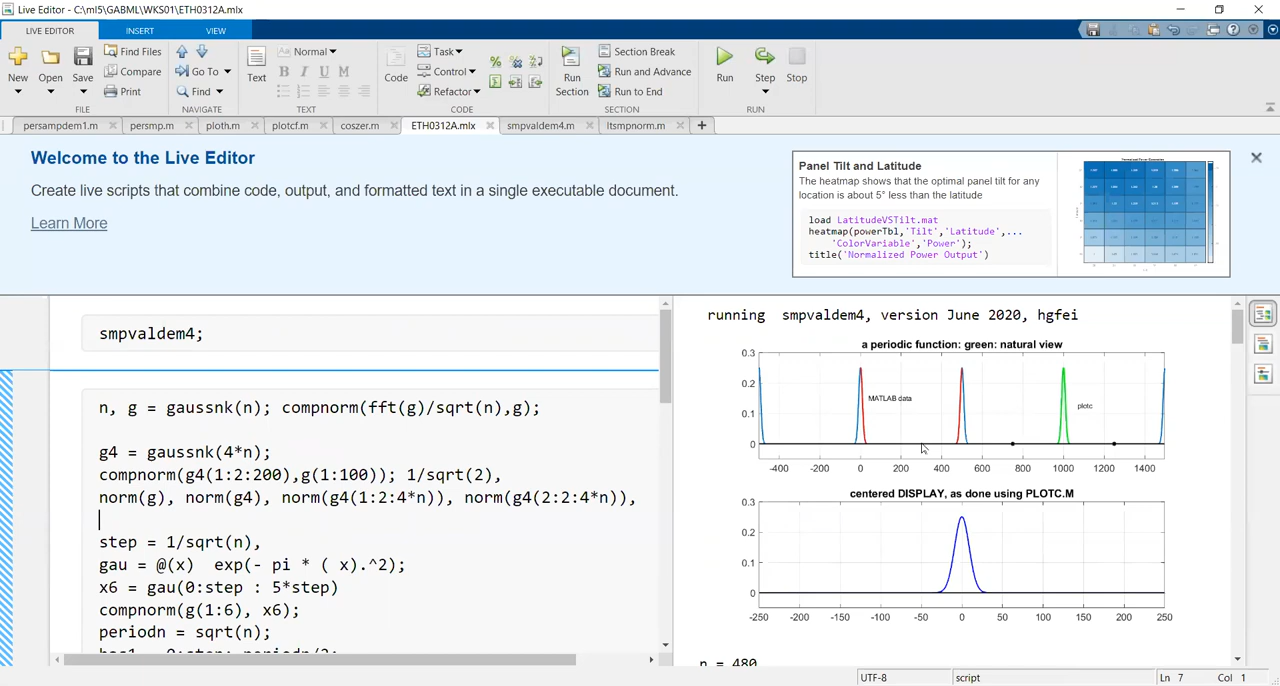 Live Editor - C:\ml5\GABML\WKS01\ETH0312A.mlx
LIVE EDITOR INSERT VIEW
New Open Save
Find Files
Compare
Print
FILE
Go To
Find
NAVIGATE
Text
Aa Normal
B I U M
TEXT
Code
Task
Control
Refactor
CODE
Run Section
Section Break
Run and Advance
Run to End
SECTION
Run Step Stop
RUN
persampdem1.m persmp.m ploth.m plotcf.m coszer.m ETH0312A.mlx smpvaldem4.m ltsmpnorm.m
Welcome to the Live Editor
Create live scripts that combine code, output, and formatted text in a single executable document.
Learn More
Panel Tilt and Latitude
The heatmap shows that the optimal panel tilt for any
location is about 5° less than the latitude
load LatitudeVSTilt.mat
heatmap(powerTbl,'Tilt','Latitude',...
'ColorVariable','Power');
title('Normalized Power Output')
smpvaldem4;
n, g = gaussnk(n); compnorm(fft(g)/sqrt(n),g);
g4 = gaussnk(4*n);
compnorm(g4(1:2:200),g(1:100)); 1/sqrt(2),
norm(g), norm(g4), norm(g4(1:2:4*n)), norm(g4(2:2:4*n)),
step = 1/sqrt(n),
gau = @(x) exp(- pi * ( x).^2);
x6 = gau(0:step : 5*step)
compnorm(g(1:6), x6);
periodn = sqrt(n);
running smpvaldem4, version June 2020, hgfei
a periodic function: green: natural view
0.3
0.2
0.1
0
MATLAB data
plotc
-400 -200 0 200 400 600 800 1000 1200 1400
centered DISPLAY, as done using PLOTC.M
0.3
0.2
0.1
0
-250 -200 -150 -100 -50 0 50 100 150 200 250
n = 480
UTF-8 script Ln 7 Col 1